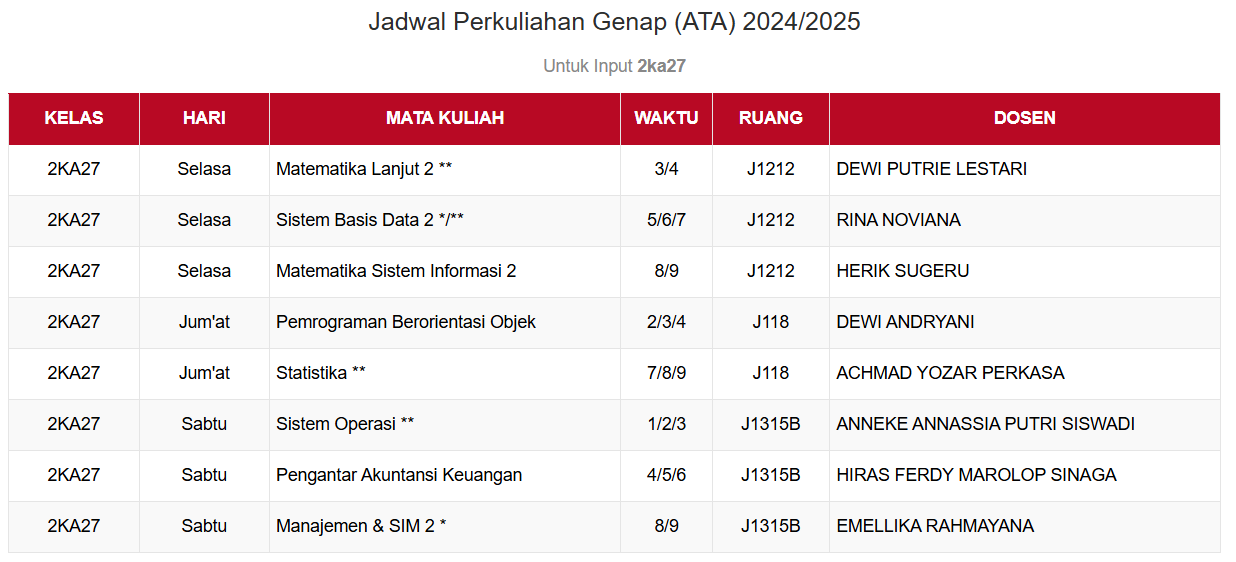 Jadwal Perkuliahan Genap (ATA) 2024/2025
Untuk Input 2ka27
KELAS HARI MATA KULIAH WAKTU RUANG DOSEN
2KA27 Selasa Matematika Lanjut 2 ** 3/4 J1212 DEWI PUTRIE LESTARI
2KA27 Selasa Sistem Basis Data 2 */** 5/6/7 J1212 RINA NOVIANA
2KA27 Selasa Matematika Sistem Informasi 2 8/9 J1212 HERIK SUGERU
2KA27 Jum'at Pemrograman Berorientasi Objek 2/3/4 J118 DEWI ANDRYANI
2KA27 Jum'at Statistika ** 7/8/9 J118 ACHMAD YOZAR PERKASA
2KA27 Sabtu Sistem Operasi ** 1/2/3 J1315B ANNEKE ANNASSIA PUTRI SISWADI
2KA27 Sabtu Pengantar Akuntansi Keuangan 4/5/6 J1315B HIRAS FERDY MAROLOP SINAGA
2KA27 Sabtu Manajemen & SIM 2 * 8/9 J1315B EMELLIKA RAHMAYANA